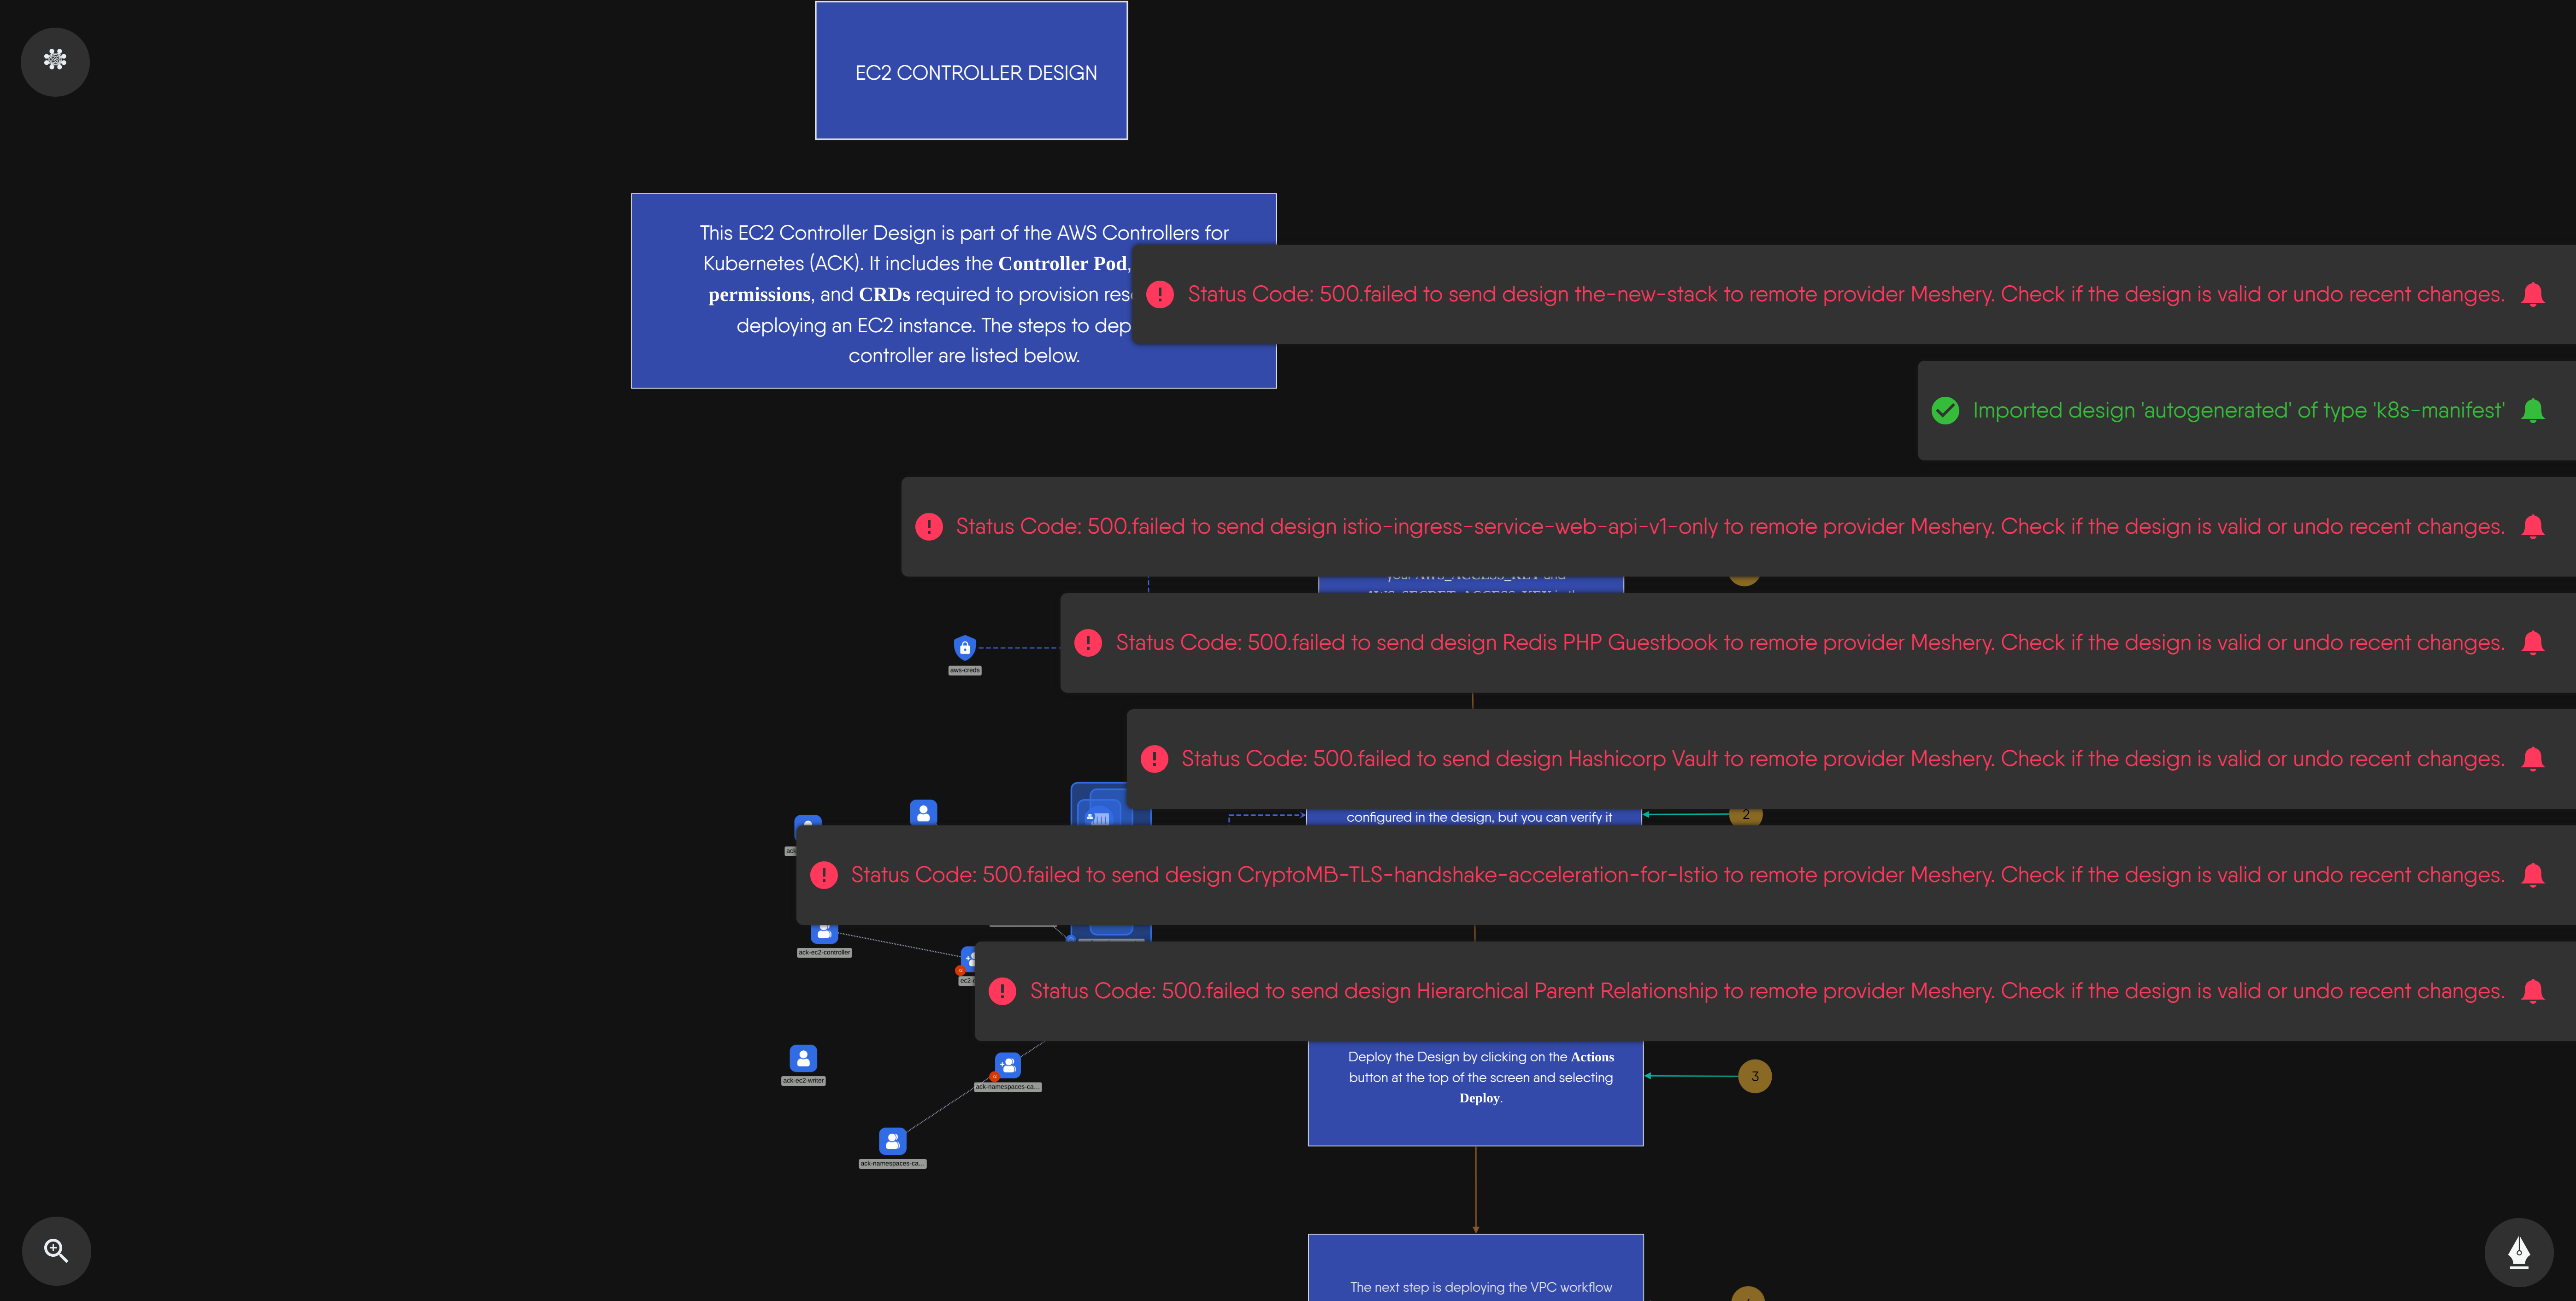 EC2 CONTROLLER DESIGN
This EC2 Controller Design is part of the AWS Controllers for
Kubernetes (ACK). It includes the Controller Pod,
permissions, and CRDs required to provision
deploying an EC2 instance. The steps to
controller are listed below.
Status Code: 500.failed to send design the-new-stack to remote provider Meshery. Check if the design is valid or undo recent changes.
Imported design 'autogenerated' of type 'k8s-manifest'
Status Code: 500.failed to send design istio-ingress-service-web-api-v1-only to remote provider Meshery. Check if the design is valid or undo recent changes.
your AWS_ACCESS_KEY and
Status Code: 500.failed to send design Redis PHP Guestbook to remote provider Meshery. Check if the design is valid or undo recent changes.
aws-creds
Status Code: 500.failed to send design Hashicorp Vault to remote provider Meshery. Check if the design is valid or undo recent changes.
configured in the design, but you can verify it
2
Status Code: 500.failed to send design CryptoMB-TLS-handshake-acceleration-for-Istio to remote provider Meshery. Check if the design is valid or undo recent changes.
ack-ec2-controller
Status Code: 500.failed to send design Hierarchical Parent Relationship to remote provider Meshery. Check if the design is valid or undo recent changes.
Deploy the Design by clicking on the Actions
button at the top of the screen and selecting
Deploy.
3
ack-ec2-writer
ack-namespaces-ca...
ack-namespaces-ca...
The next step is deploying the VPC workflow